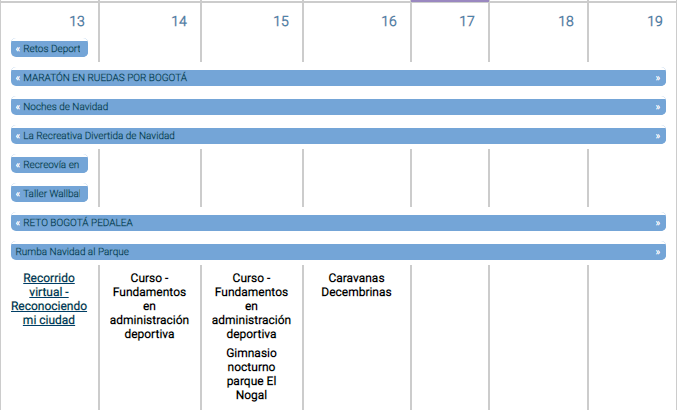 13 14 15 16 17 18 19
« Retos Deport
« MARATÓN EN RUEDAS POR BOGOTÁ »
« Noches de Navidad »
« La Recreativa Divertida de Navidad »
« Recreovía en
« Taller Wallbal
« RETO BOGOTÁ PEDALEA »
Rumba Navidad al Parque »
Recorrido
virtual -
Reconociendo
mi ciudad
Curso -
Fundamentos
en
administración
deportiva
Curso -
Fundamentos
en
administración
deportiva
Gimnasio
nocturno
parque El
Nogal
Caravanas
Decembrinas